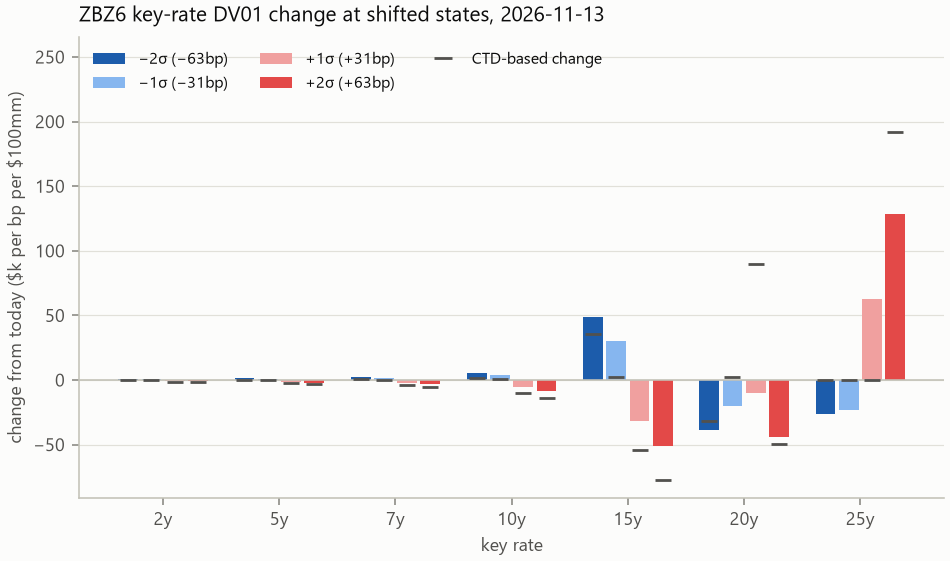 ZBZ6 key-rate DV01 change at shifted states, 2026-11-13
−2σ (−63bp)
−1σ (−31bp)
+1σ (+31bp)
+2σ (+63bp)
CTD-based change
change from today ($k per bp per $100mm)
250
200
150
100
50
0
−50
2y 5y 7y 10y 15y 20y 25y
key rate